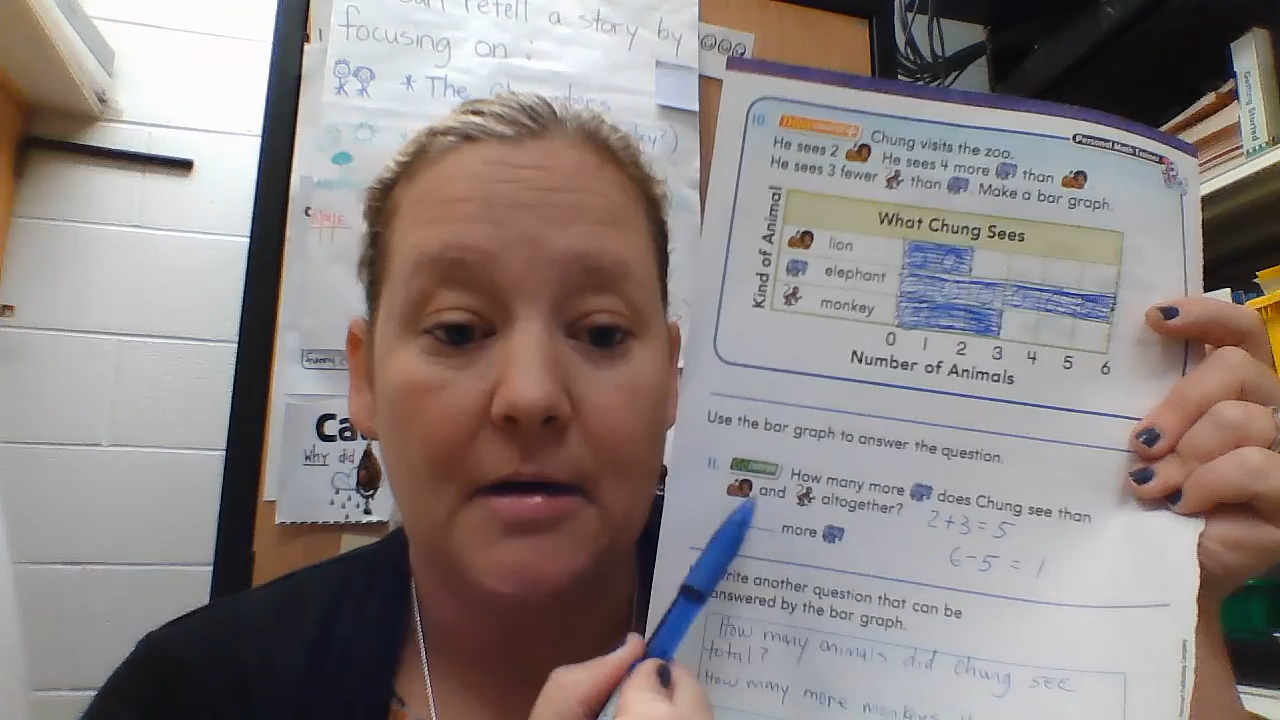 retell a story by
focusing on:
* The
Funny
Why did
Getting Started
10.
Personal Math Trainer
Chung visits the zoo.
He sees 2 He sees 4 more than
He sees 3 fewer than . Make a bar graph.
What Chung Sees
Kind of Animal
lion
elephant
monkey
0 1 2 3 4 5 6
Number of Animals
Use the bar graph to answer the question.
11. How many more does Chung see than
and altogether?
2+3=5
more
6-5=1
Write another question that can be
answered by the bar graph.
How many animals did Chung see
total?
How many more